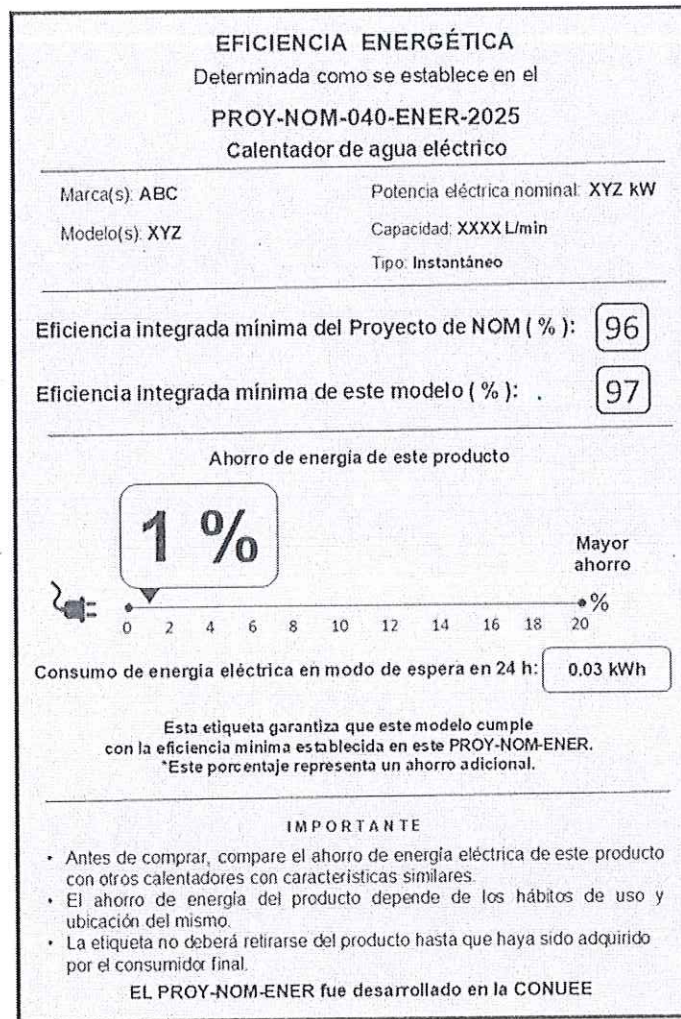 EFICIENCIA ENERGÉTICA
Determinada como se establece en el
PROY-NOM-040-ENER-2025
Calentador de agua eléctrico
Marca(s): ABC
Potencia eléctrica nominal: XYZ kW
Modelo(s): XYZ
Capacidad: XXXX L/min
Tipo: Instantáneo
Eficiencia integrada mínima del Proyecto de NOM ( % ): 96
Eficiencia integrada mínima de este modelo ( % ): 97
Ahorro de energía de este producto
1 %
Mayor
ahorro
%
0 2 4 6 8 10 12 14 16 18 20
Consumo de energía eléctrica en modo de espera en 24 h: 0.03 kWh
Esta etiqueta garantiza que este modelo cumple
con la eficiencia mínima establecida en este PROY-NOM-ENER.
*Este porcentaje representa un ahorro adicional.
IMPORTANTE
• Antes de comprar, compare el ahorro de energía eléctrica de este producto
con otros calentadores con características similares.
• El ahorro de energía del producto depende de los hábitos de uso y
ubicación del mismo.
• La etiqueta no deberá retirarse del producto hasta que haya sido adquirido
por el consumidor final.
EL PROY-NOM-ENER fue desarrollado en la CONUEE